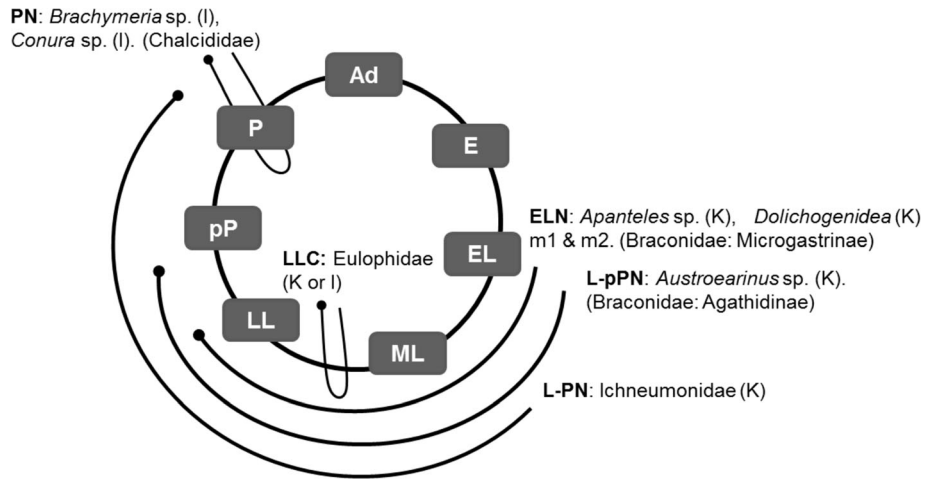 PN: Brachymeria sp. (I),
Conura sp. (I). (Chalcididae)
Ad
P
E
ELN: Apanteles sp. (K), Dolichogenidea (K)
m1 & m2. (Braconidae: Microgastrinae)
pP
EL
LLC: Eulophidae
(K or I)
L-pPN: Austroearinus sp. (K).
(Braconidae: Agathidinae)
LL
ML
L-PN: Ichneumonidae (K)